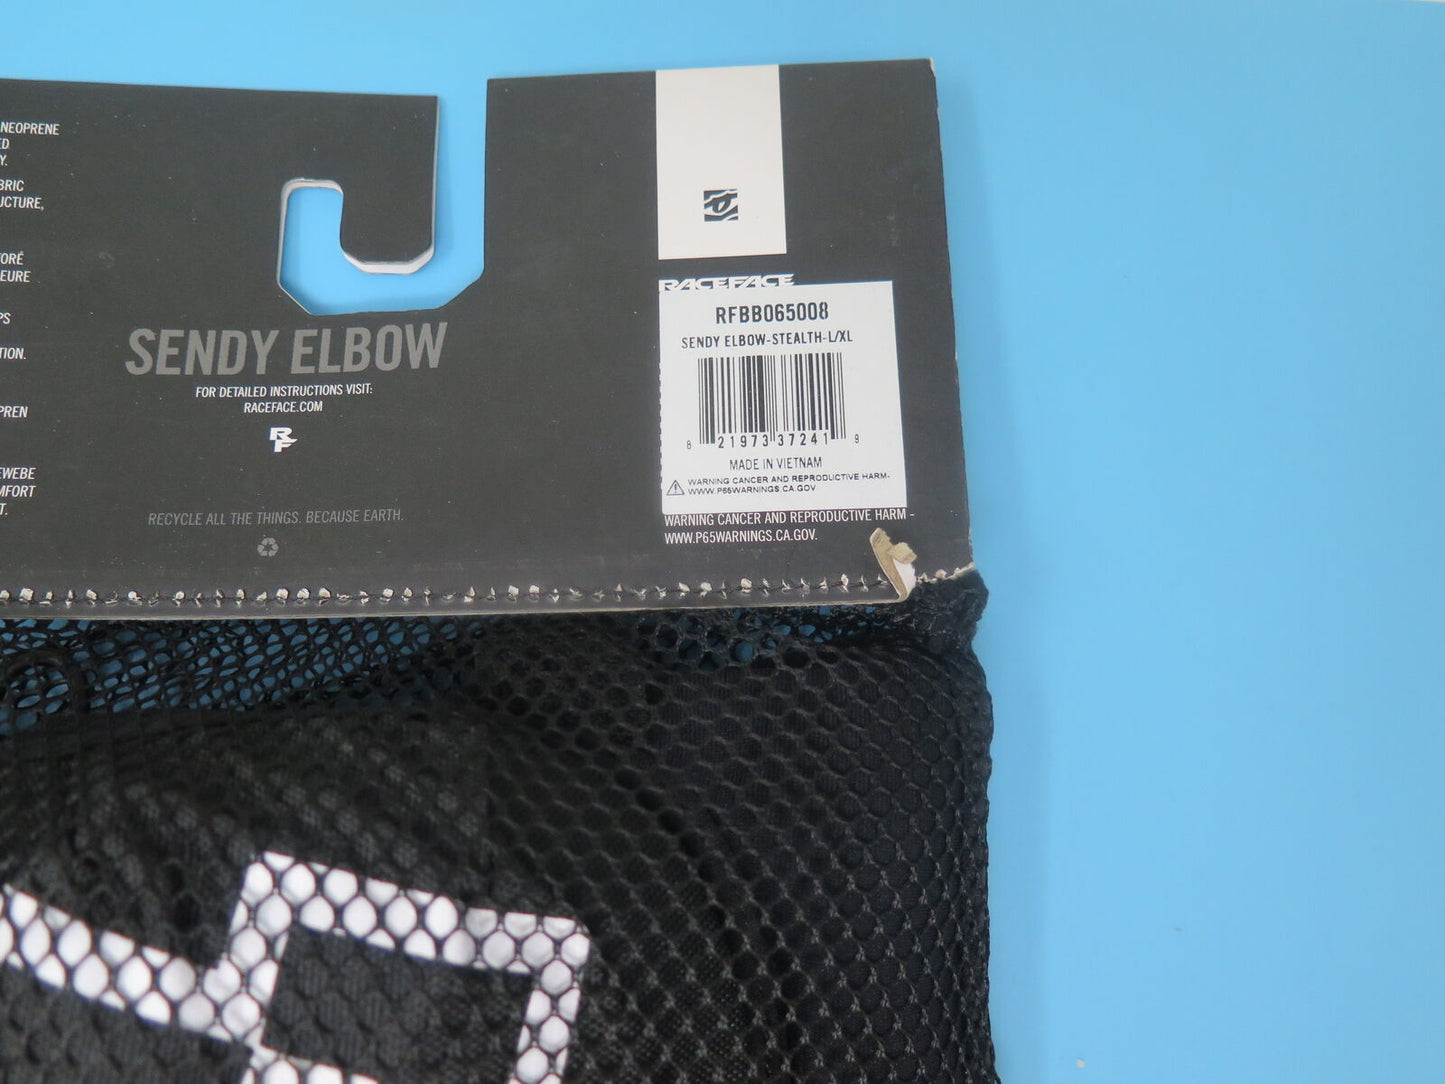 NEOPRENE
ED
Y.
BRIC
UCTURE,
ORÉ
EURE
PS
TION.
PREN
EWEBE
MFORT
T.
SENDY ELBOW
FOR DETAILED INSTRUCTIONS VISIT:
RACEFACE.COM
RF
RECYCLE ALL THE THINGS. BECAUSE EARTH.
RACEFACE
RFBB065008
SENDY ELBOW-STEALTH-L/XL
8 21973 37241 9
MADE IN VIETNAM
WARNING CANCER AND REPRODUCTIVE HARM-
WWW.P65WARNINGS.CA.GOV
WARNING CANCER AND REPRODUCTIVE HARM -
WWW.P65WARNINGS.CA.GOV.